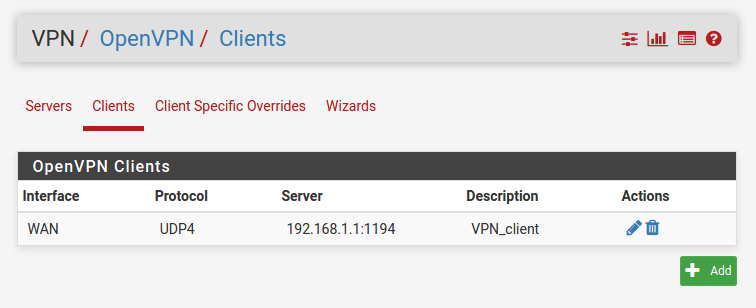 VPN / OpenVPN / Clients
Servers Clients Client Specific Overrides Wizards
OpenVPN Clients
Interface Protocol Server Description Actions
WAN UDP4 192.168.1.1:1194 VPN_client
Add